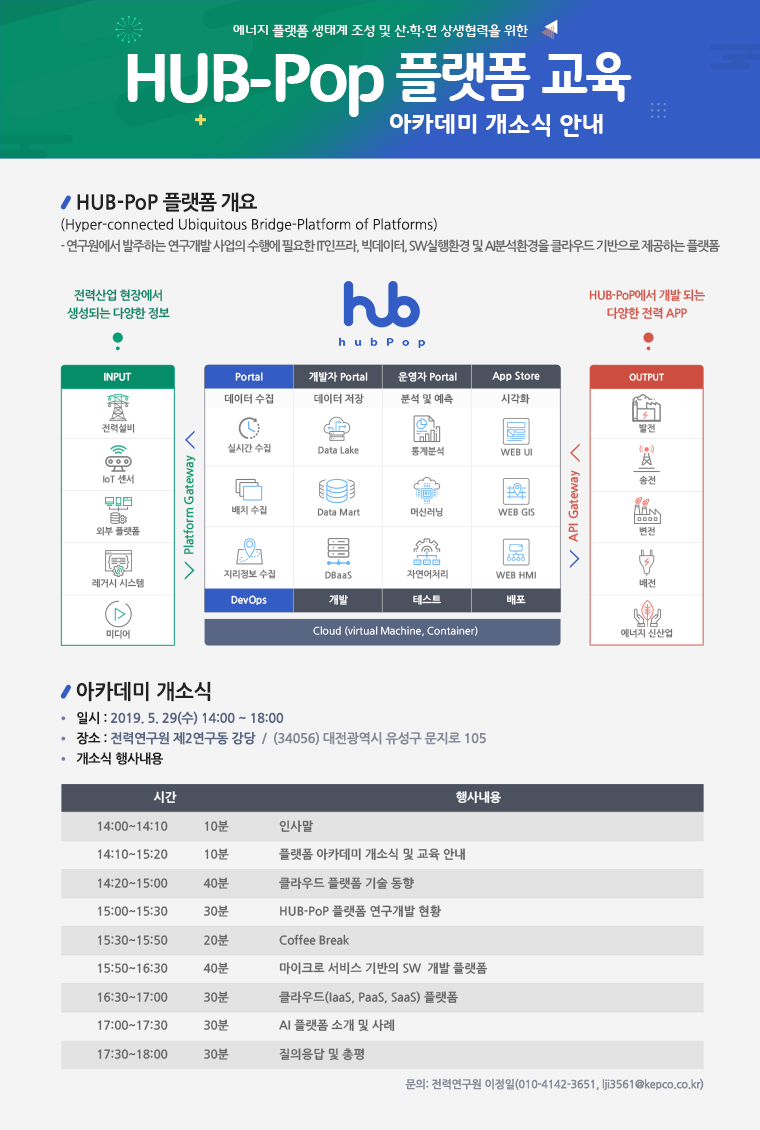 에너지 플랫폼 생태계 조성 및 산·학·연 상생협력을 위한
HUB-Pop 플랫폼 교육
아카데미 개소식 안내
HUB-PoP 플랫폼 개요
(Hyper-connected Ubiquitous Bridge-Platform of Platforms)
- 연구원에서 발주하는 연구개발 사업의 수행에 필요한 IT인프라, 빅데이터, SW실행환경 및 AI분석환경을 클라우드 기반으로 제공하는 플랫폼
전력산업 현장에서
생성되는 다양한 정보
hub
hubPop
HUB-PoP에서 개발 되는
다양한 전력 APP
INPUT
전력설비
IoT 센서
외부 플랫폼
레거시 시스템
미디어
Platform Gateway
Portal 개발자 Portal 운영자 Portal App Store
데이터 수집 데이터 저장 분석 및 예측 시각화
실시간 수집 Data Lake 통계분석 WEB UI
배치 수집 Data Mart 머신러닝 WEB GIS
지리정보 수집 DBaaS 자연어처리 WEB HMI
DevOps 개발 테스트 배포
Cloud (virtual Machine, Container)
API Gateway
OUTPUT
발전
송전
변전
배전
에너지 신산업
아카데미 개소식
• 일시 : 2019. 5. 29(수) 14:00 ~ 18:00
• 장소 : 전력연구원 제2연구동 강당 / (34056) 대전광역시 유성구 문지로 105
• 개소식 행사내용
시간 행사내용
14:00~14:10 10분 인사말
14:10~15:20 10분 플랫폼 아카데미 개소식 및 교육 안내
14:20~15:00 40분 클라우드 플랫폼 기술 동향
15:00~15:30 30분 HUB-PoP 플랫폼 연구개발 현황
15:30~15:50 20분 Coffee Break
15:50~16:30 40분 마이크로 서비스 기반의 SW 개발 플랫폼
16:30~17:00 30분 클라우드(IaaS, PaaS, SaaS) 플랫폼
17:00~17:30 30분 AI 플랫폼 소개 및 사례
17:30~18:00 30분 질의응답 및 총평
문의: 전력연구원 이정일(010-4142-3651, lji3561@kepco.co.kr)